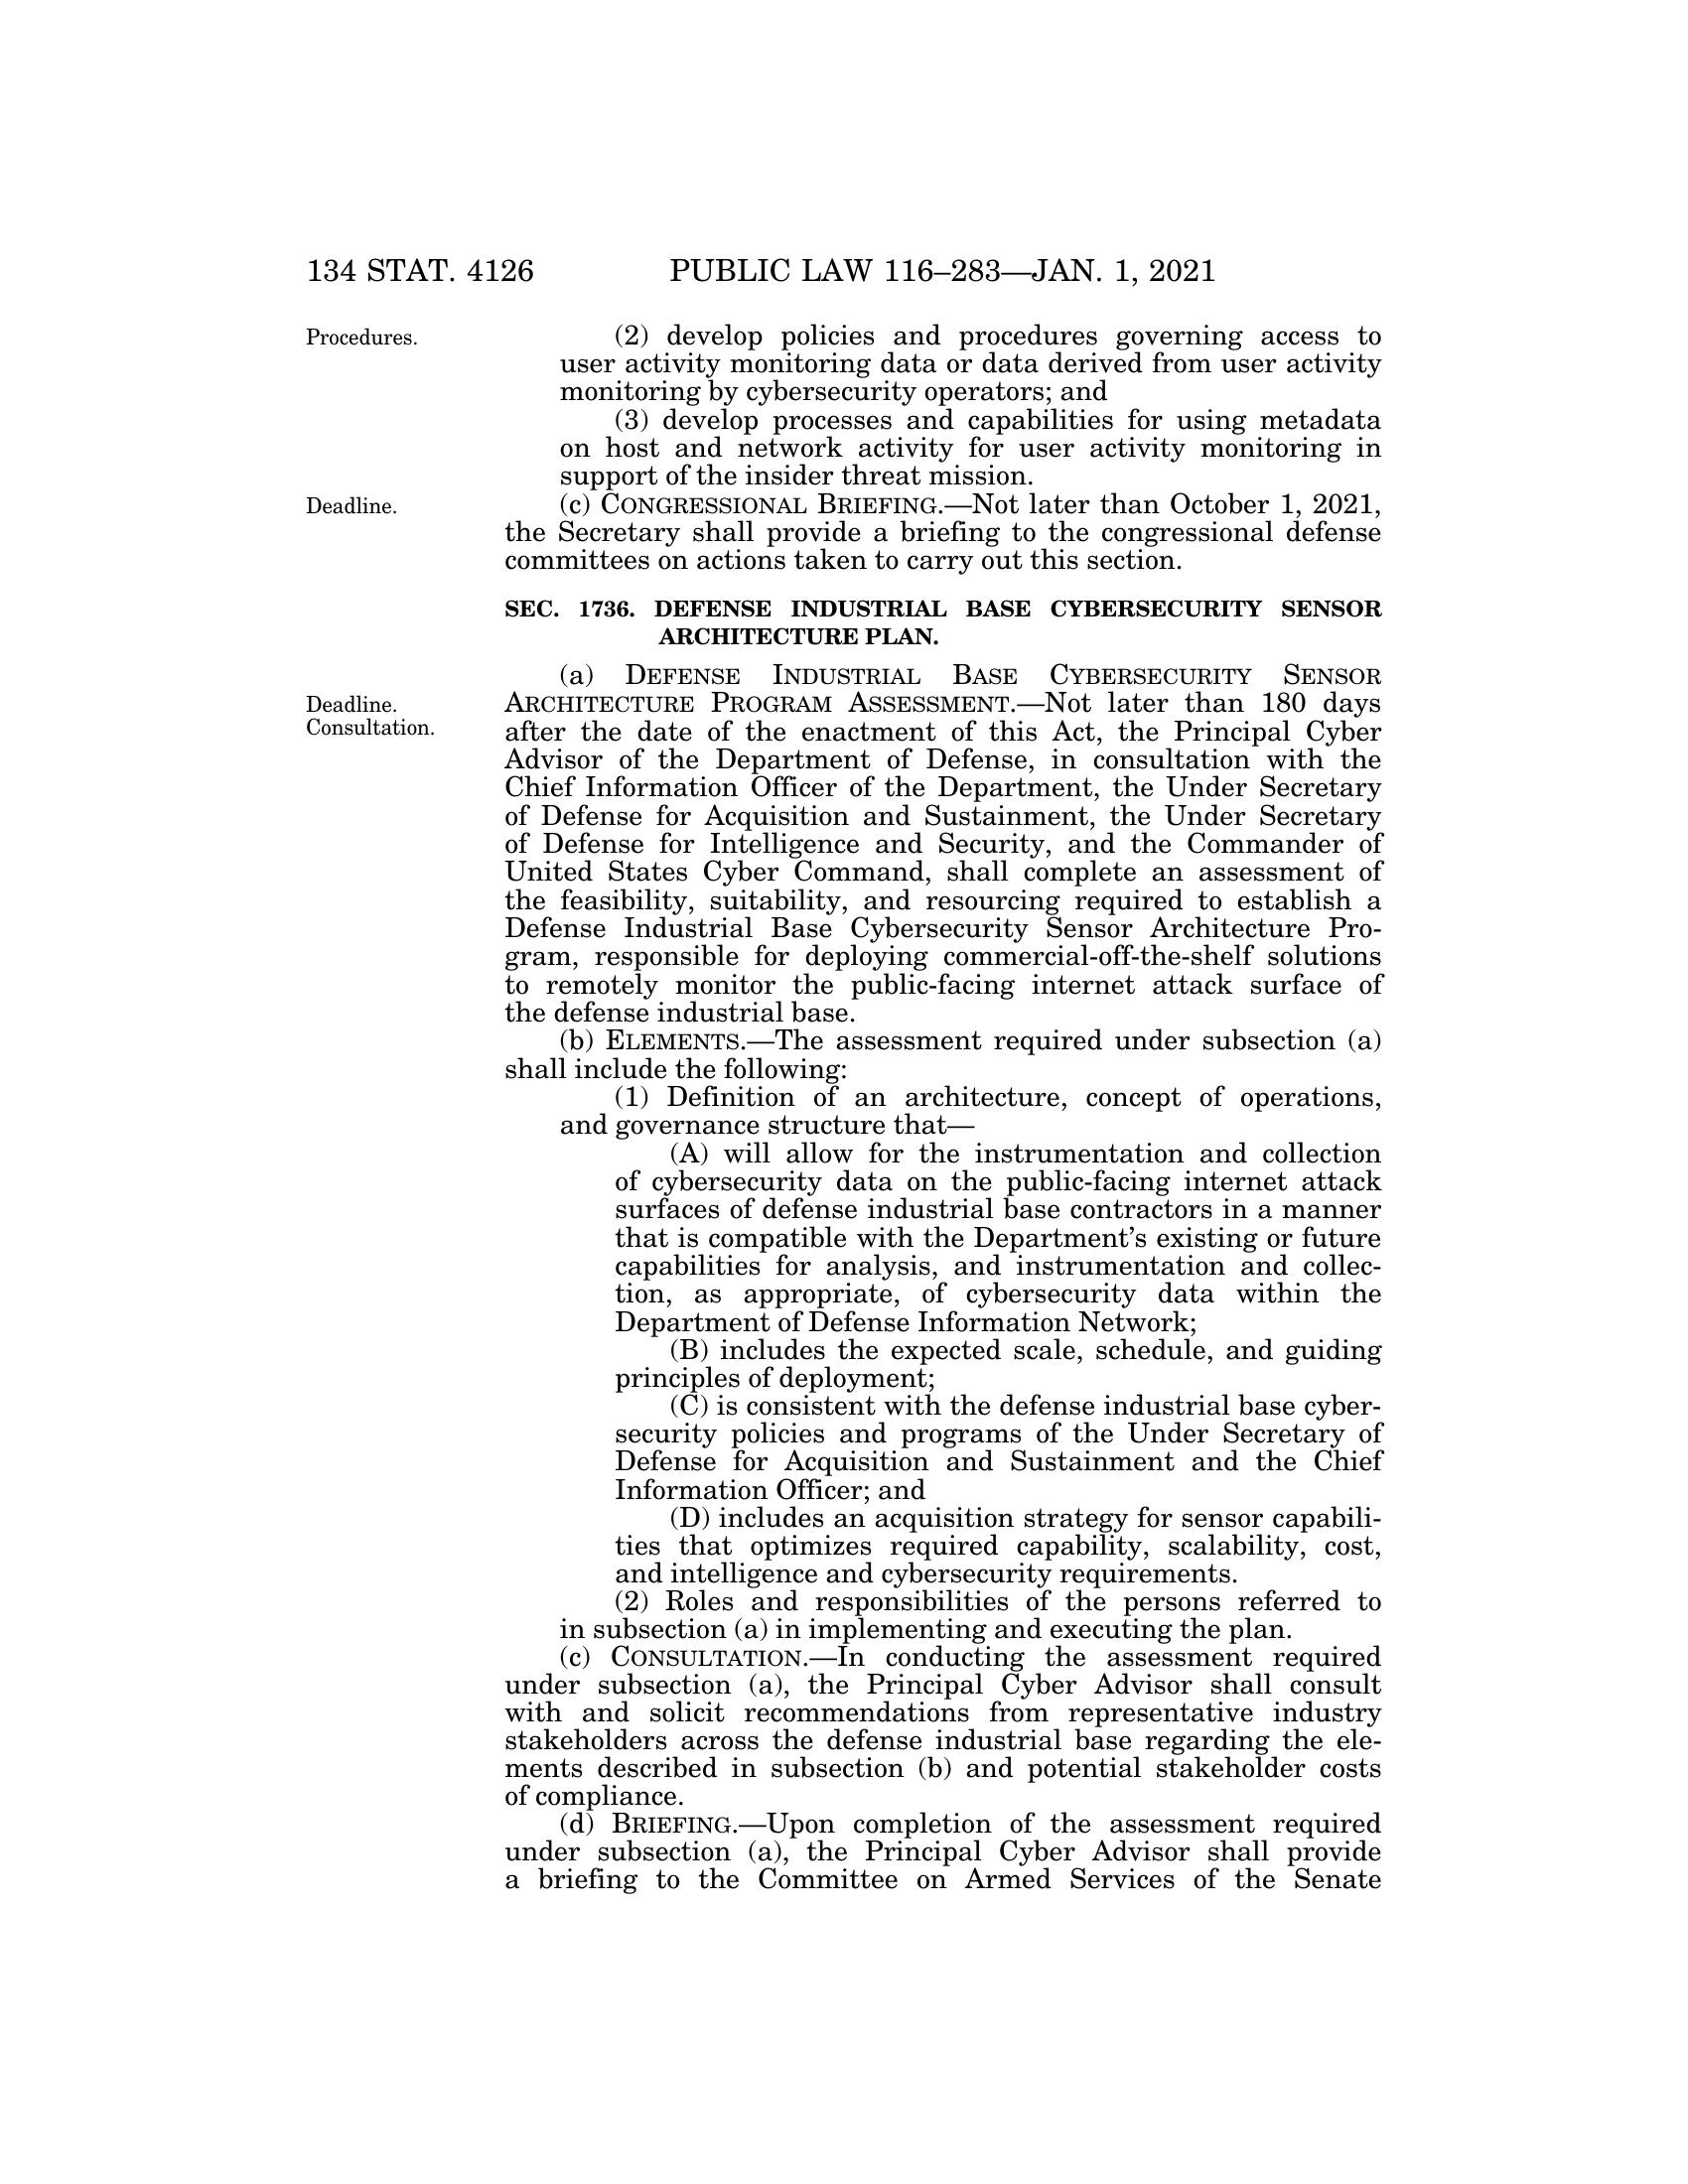 134 STAT. 4126 PUBLIC LAW 116–283—JAN. 1, 2021
Procedures.
(2) develop policies and procedures governing access to
user activity monitoring data or data derived from user activity
monitoring by cybersecurity operators; and
(3) develop processes and capabilities for using metadata
on host and network activity for user activity monitoring in
support of the insider threat mission.
Deadline.
(c) CONGRESSIONAL BRIEFING.—Not later than October 1, 2021,
the Secretary shall provide a briefing to the congressional defense
committees on actions taken to carry out this section.
SEC. 1736. DEFENSE INDUSTRIAL BASE CYBERSECURITY SENSOR
ARCHITECTURE PLAN.
(a) DEFENSE INDUSTRIAL BASE CYBERSECURITY SENSOR
Deadline.
Consultation.
ARCHITECTURE PROGRAM ASSESSMENT.—Not later than 180 days
after the date of the enactment of this Act, the Principal Cyber
Advisor of the Department of Defense, in consultation with the
Chief Information Officer of the Department, the Under Secretary
of Defense for Acquisition and Sustainment, the Under Secretary
of Defense for Intelligence and Security, and the Commander of
United States Cyber Command, shall complete an assessment of
the feasibility, suitability, and resourcing required to establish a
Defense Industrial Base Cybersecurity Sensor Architecture Pro-
gram, responsible for deploying commercial-off-the-shelf solutions
to remotely monitor the public-facing internet attack surface of
the defense industrial base.
(b) ELEMENTS.—The assessment required under subsection (a)
shall include the following:
(1) Definition of an architecture, concept of operations,
and governance structure that—
(A) will allow for the instrumentation and collection
of cybersecurity data on the public-facing internet attack
surfaces of defense industrial base contractors in a manner
that is compatible with the Department’s existing or future
capabilities for analysis, and instrumentation and collec-
tion, as appropriate, of cybersecurity data within the
Department of Defense Information Network;
(B) includes the expected scale, schedule, and guiding
principles of deployment;
(C) is consistent with the defense industrial base cyber-
security policies and programs of the Under Secretary of
Defense for Acquisition and Sustainment and the Chief
Information Officer; and
(D) includes an acquisition strategy for sensor capabili-
ties that optimizes required capability, scalability, cost,
and intelligence and cybersecurity requirements.
(2) Roles and responsibilities of the persons referred to
in subsection (a) in implementing and executing the plan.
(c) CONSULTATION.—In conducting the assessment required
under subsection (a), the Principal Cyber Advisor shall consult
with and solicit recommendations from representative industry
stakeholders across the defense industrial base regarding the ele-
ments described in subsection (b) and potential stakeholder costs
of compliance.
(d) BRIEFING.—Upon completion of the assessment required
under subsection (a), the Principal Cyber Advisor shall provide
a briefing to the Committee on Armed Services of the Senate